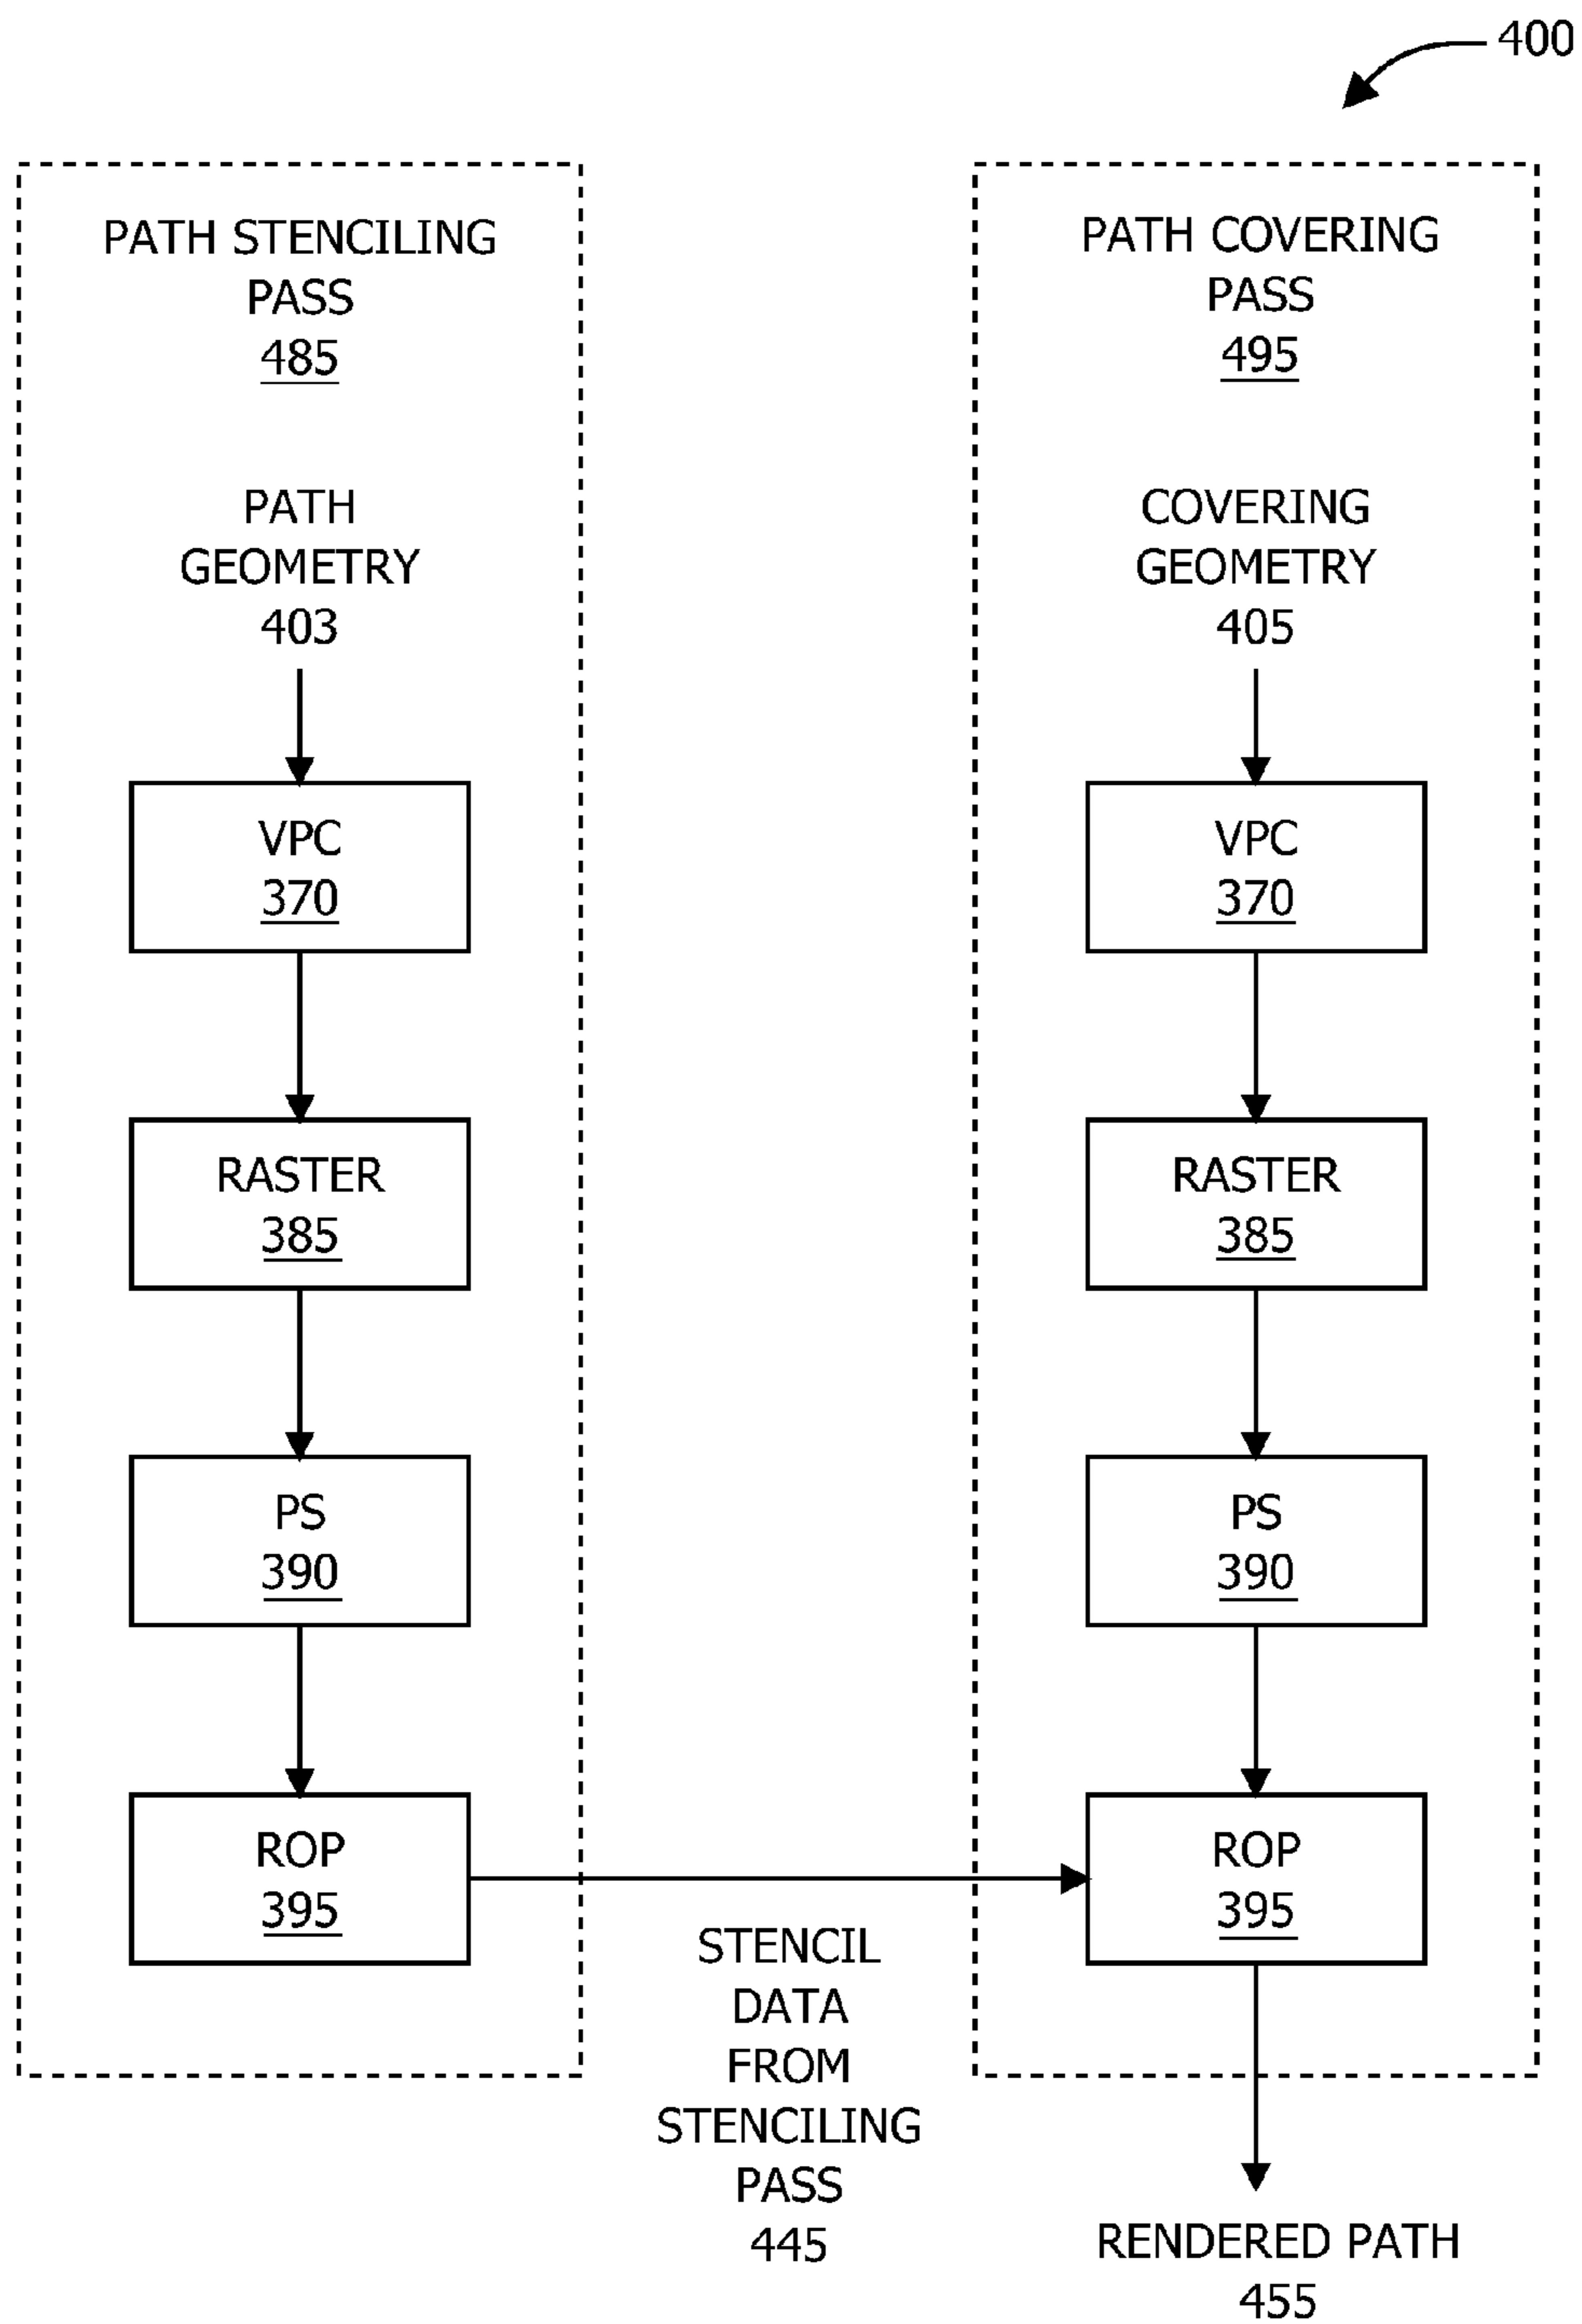 400
PATH STENCILING
PASS
485
PATH
GEOMETRY
403
VPC
370
RASTER
385
PS
390
ROP
395
STENCIL
DATA
FROM
STENCILING
PASS
445
PATH COVERING
PASS
495
COVERING
GEOMETRY
405
VPC
370
RASTER
385
PS
390
ROP
395
RENDERED PATH
455